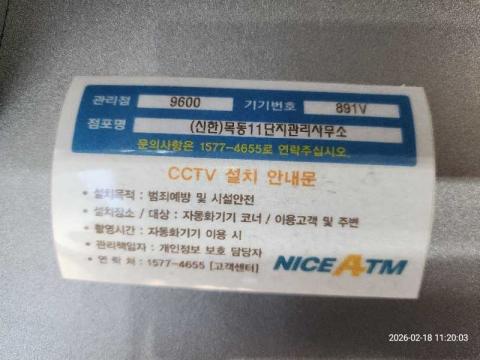 관리점 9600 기기번호 891V
점포명 (신한)목동11단지관리사무소
문의사항은 1577-4655로 연락주십시오.
CCTV 설치 안내문
• 설치목적 : 범죄예방 및 시설안전
• 설치장소 / 대상 : 자동화기기 코너 / 이용고객 및 주변
• 촬영시간 : 자동화기기 이용 시
• 관리책임자 : 개인정보 보호 담당자
• 연 락 처 : 1577-4655 [고객센터]
NICE ATM
2026-02-18 11:20:03